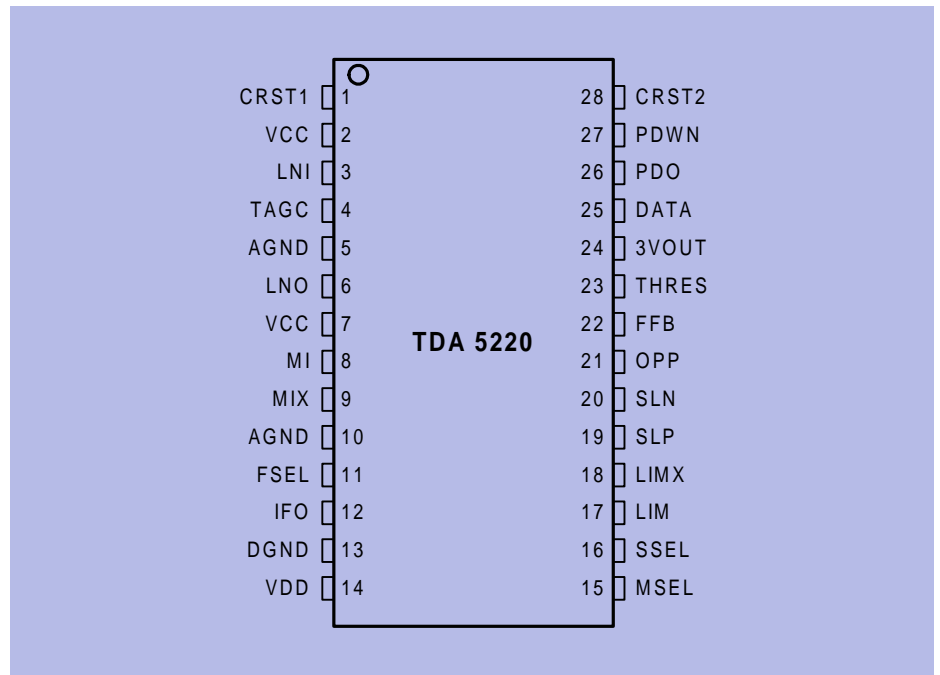 CRST1 1 28 CRST2
VCC 2 27 PDWN
LNI 3 26 PDO
TAGC 4 25 DATA
AGND 5 24 3VOUT
LNO 6 23 THRES
VCC 7 22 FFB
TDA 5220
MI 8 21 OPP
MIX 9 20 SLN
AGND 10 19 SLP
FSEL 11 18 LIMX
IFO 12 17 LIM
DGND 13 16 SSEL
VDD 14 15 MSEL